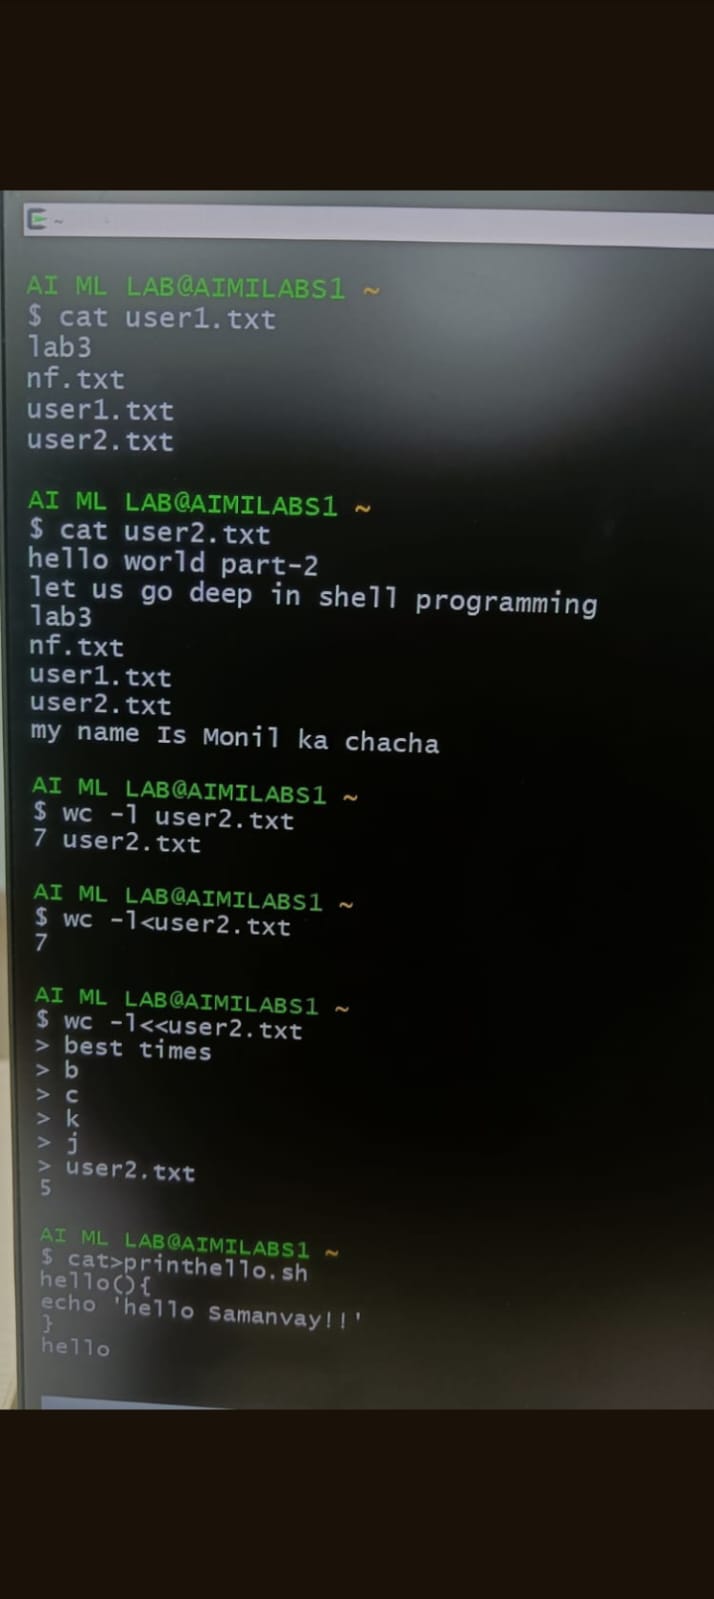 ~
AI ML LAB@AIMILABS1 ~
$ cat user1.txt
lab3
nf.txt
user1.txt
user2.txt
AI ML LAB@AIMILABS1 ~
$ cat user2.txt
hello world part-2
let us go deep in shell programming
lab3
nf.txt
user1.txt
user2.txt
my name Is Monil ka chacha
AI ML LAB@AIMILABS1 ~
$ wc -l user2.txt
7 user2.txt
AI ML LAB@AIMILABS1 ~
$ wc -l<user2.txt
7
AI ML LAB@AIMILABS1 ~
$ wc -l<<user2.txt
> best times
> b
> c
> k
> j
> user2.txt
5
AI ML LAB@AIMILABS1 ~
$ cat>printhello.sh
hello(){
echo 'hello samanvay!!'
}
hello